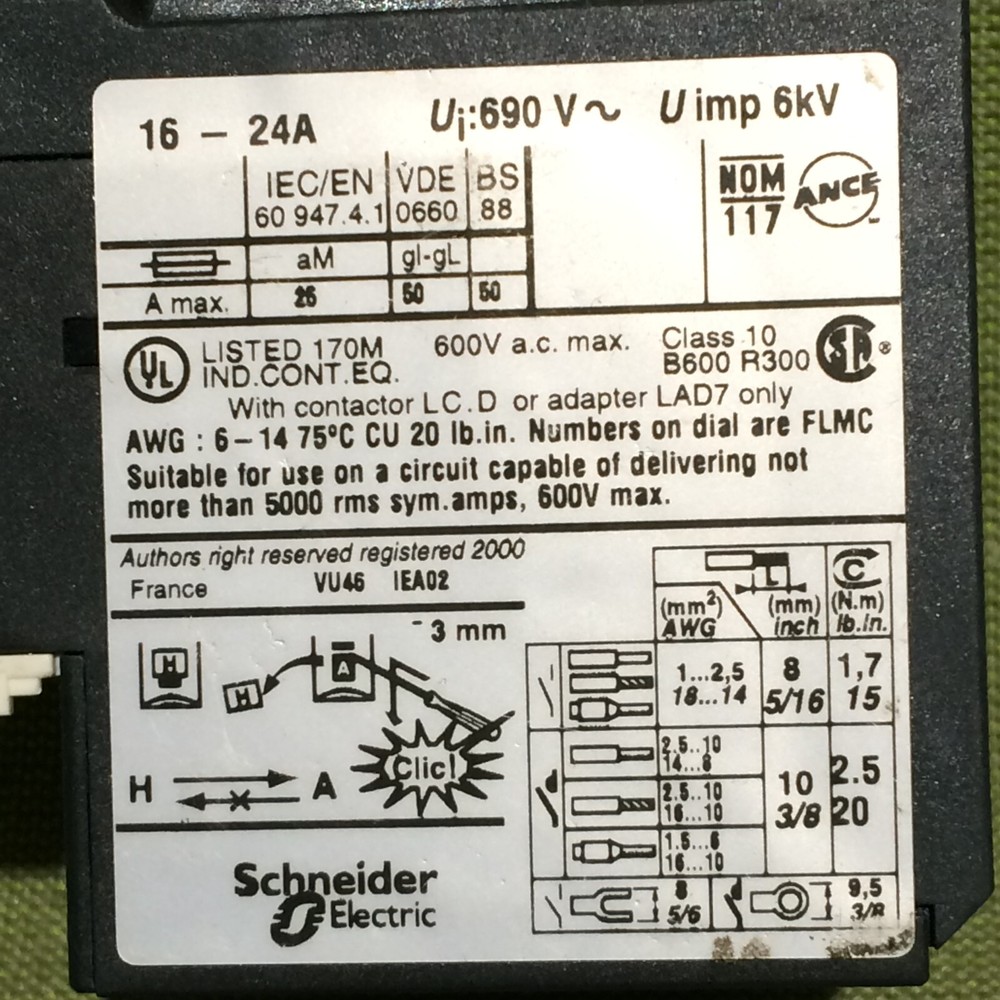 16 – 24A Ui:690 V~ U imp 6kV
IEC/EN VDE BS
60 947.4.1 0660 88
NOM
117
ANCE
aM gI-gL
A max. 25 50 50
UL LISTED 170M 600V a.c. max. Class 10
IND.CONT.EQ. B600 R300 SA ®
With contactor LC.D or adapter LAD7 only
AWG : 6–14 75°C CU 20 lb.in. Numbers on dial are FLMC
Suitable for use on a circuit capable of delivering not
more than 5000 rms sym.amps, 600V max.
Authors right reserved registered 2000
France VU46 IEA02
3 mm
H
H
A
Clic!
H A
L C
(mm²) (mm) (N.m)
AWG inch lb.in.
1...2,5 8 1,7
18...14 5/16 15
2.5..10
14...8
2.5..10
16...10
1.5...6
16...10
10 2.5
3/8 20
8 9,5
5/6 3/8
Schneider
Electric